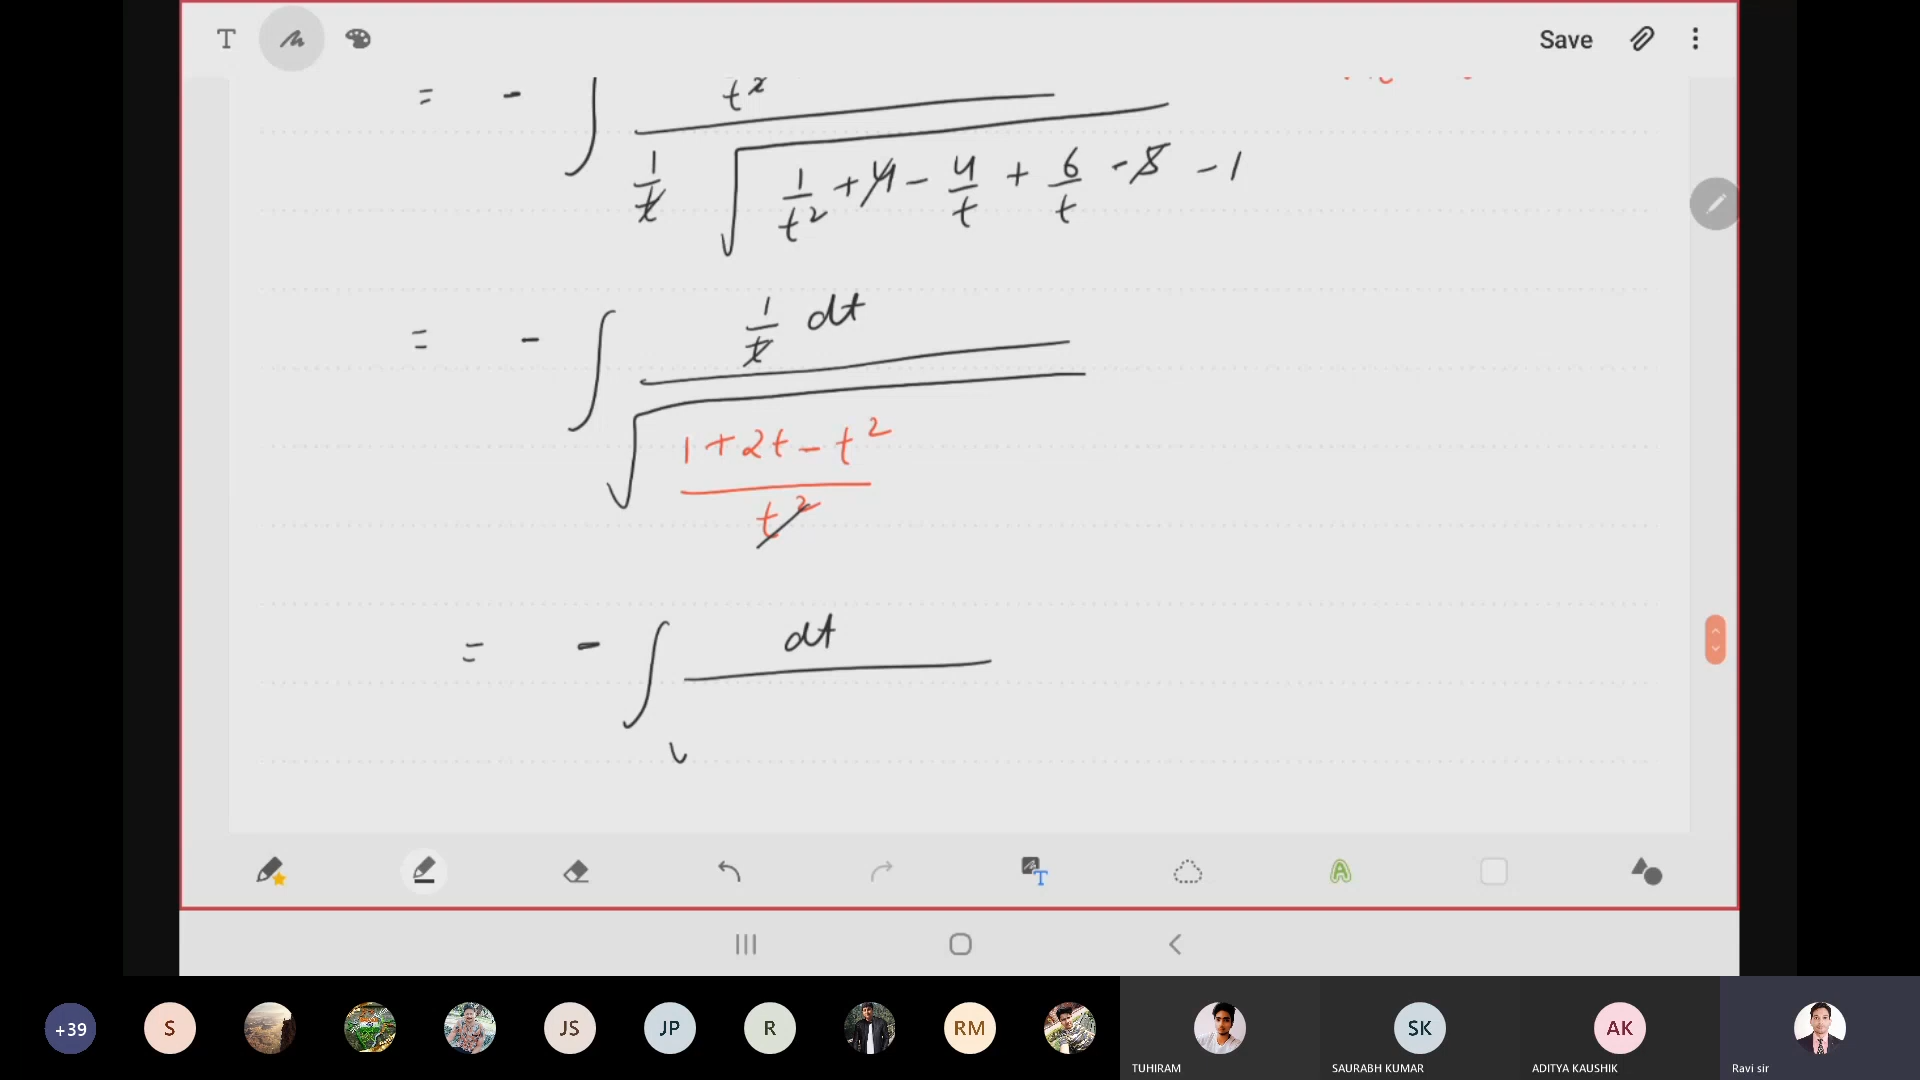 T Save
= - ∫ t²
1/t √ 1/t² + 4 - 4/t + 6/t - 8 - 1
= - ∫ 1/t dt
√ 1 + 2t - t² / t²
= - ∫ dt
√
T
A
+39 S JS JP R RM SK AK
TUHIRAM SAURABH KUMAR ADITYA KAUSHIK Ravi sir